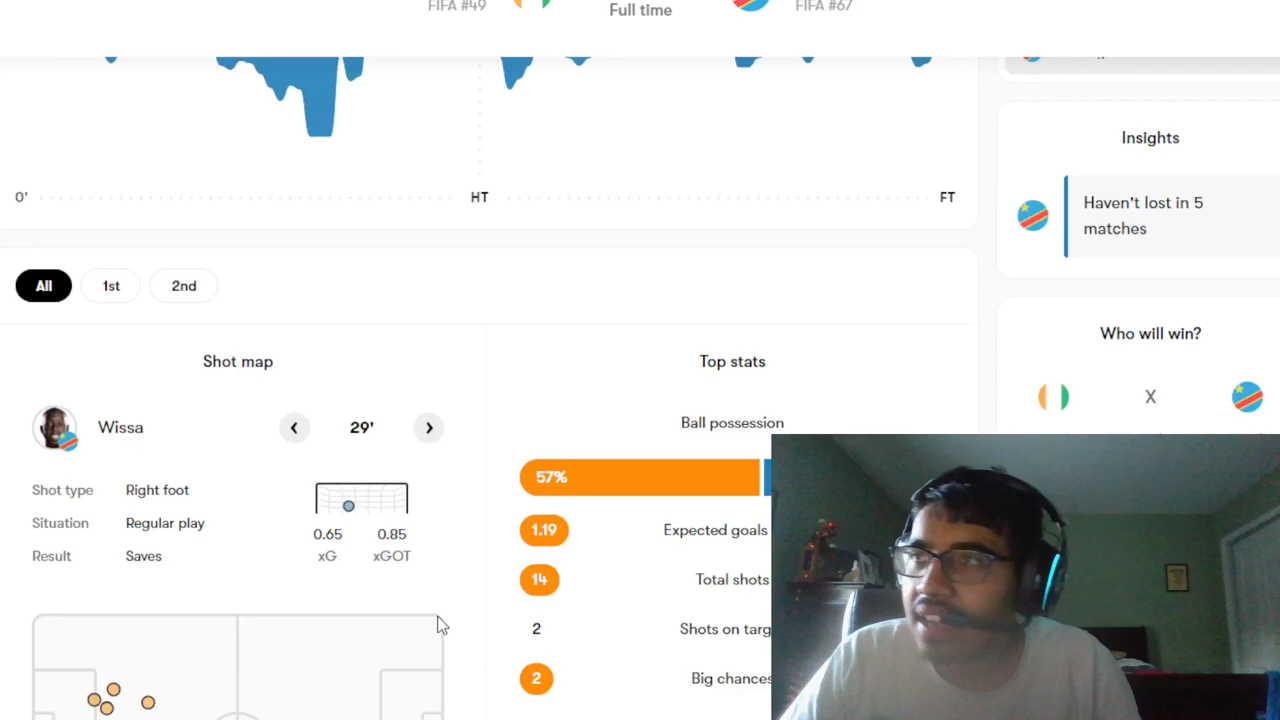 FIFA #49
Full time
FIFA #67
0'
HT
FT
Insights
Haven't lost in 5
matches
All
1st
2nd
Who will win?
X
Shot map
Top stats
Wissa
29'
Ball possession
57%
Shot type
Right foot
Situation
Regular play
Result
Saves
0.65
0.85
xG
xGOT
1.19
Expected goals
14
Total shots
2
Shots on targ
2
Big chances